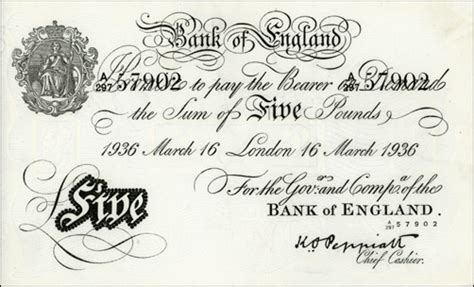 Bank of England
A/297 57902 A/297 57902
Promise to pay the Bearer on Demand
the Sum of Five Pounds
1936 March 16 London 16 March 1936
For the Govr. and Compa. of the
BANK of ENGLAND.
A/297 57902
Five
K.O. Peppiatt
Chief Cashier.